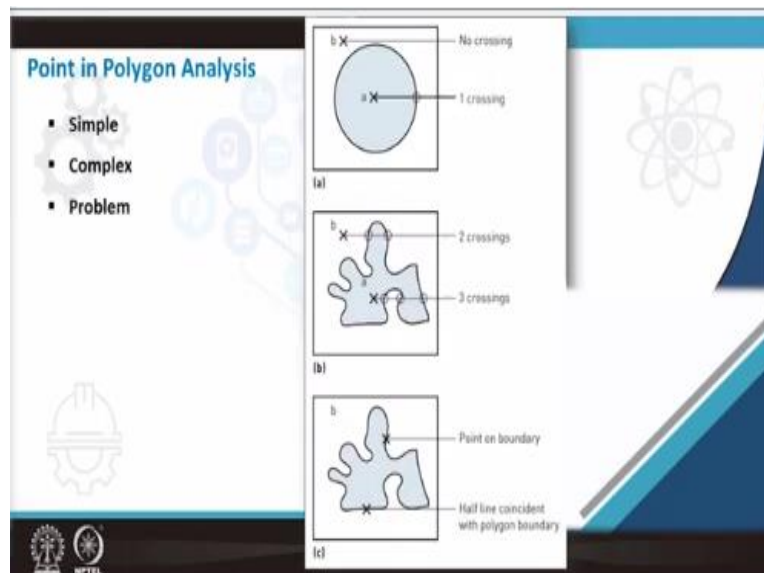 Point in Polygon Analysis
▪ Simple
▪ Complex
▪ Problem
b
No crossing
a
1 crossing
(a)
b
2 crossings
a
3 crossings
(b)
b
Point on boundary
Half line coincident
with polygon boundary
(c)
NPTEL